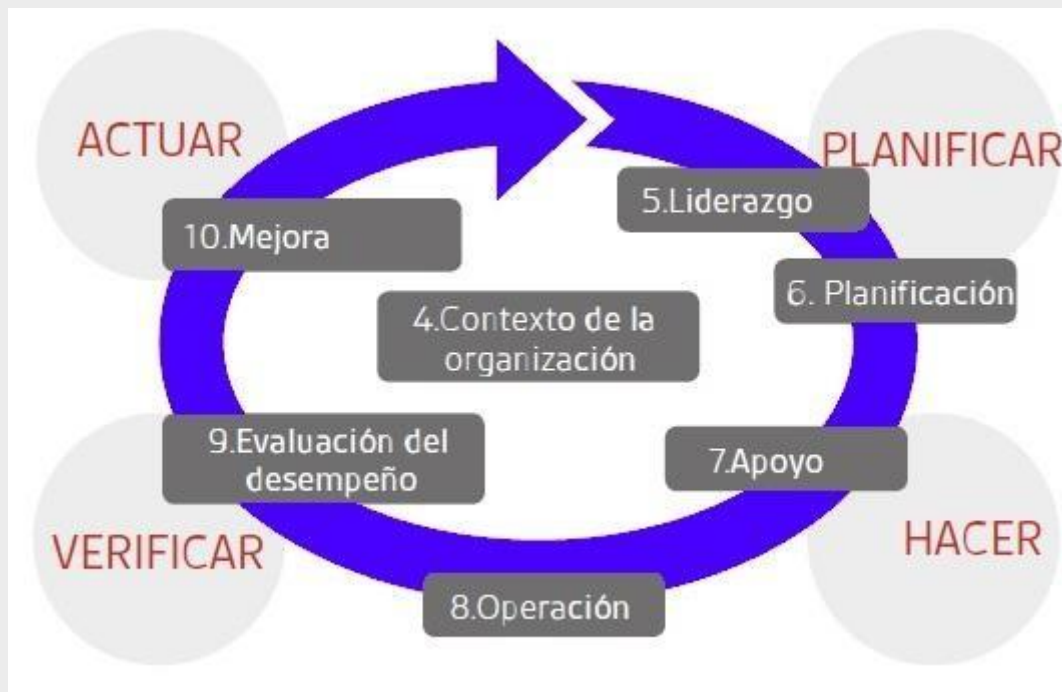 ACTUAR
PLANIFICAR
5.Liderazgo
10.Mejora
6. Planificación
4.Contexto de la
organización
9.Evaluación del
desempeño
7.Apoyo
VERIFICAR
HACER
8.Operación